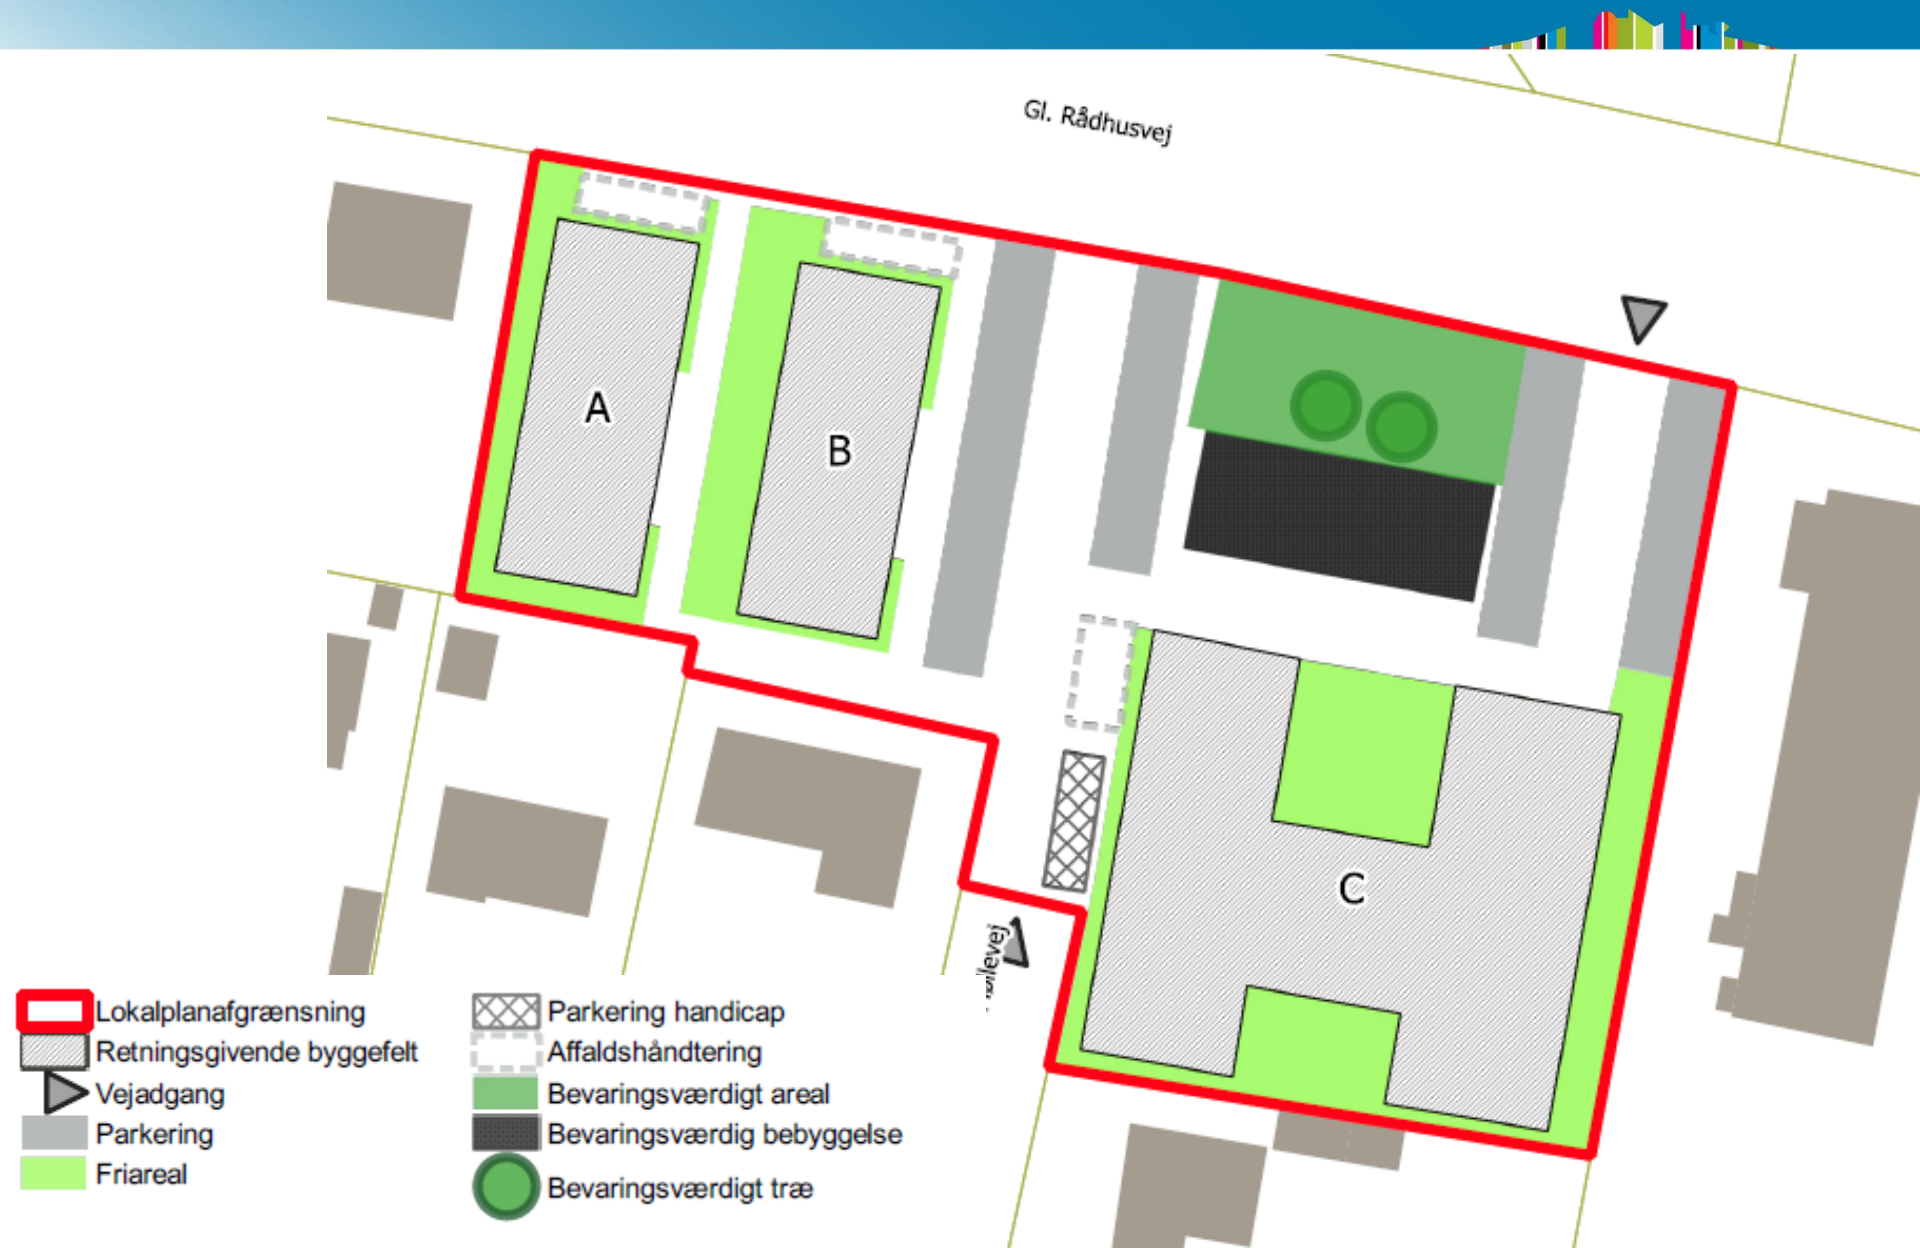 Gl. Rådhusvej
A
B
C
Lokalplanafgrænsning
Retningsgivende byggefelt
Vejadgang
Parkering
Friareal
Parkering handicap
Affaldshåndtering
Bevaringsværdigt areal
Bevaringsværdig bebyggelse
Bevaringsværdigt træ